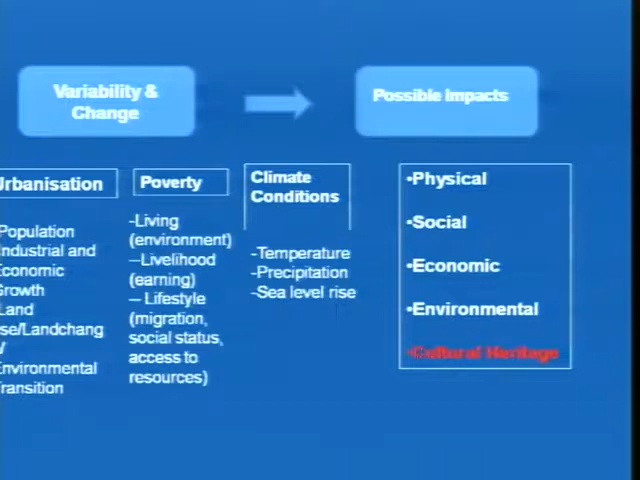 Variability &
Change
Possible Impacts
Urbanisation
Population
Industrial and
Economic
Growth
Land
use/Landchang
Environmental
Transition
Poverty
-Living
(environment)
–Livelihood
(earning)
– Lifestyle
(migration,
social status,
access to
resources)
Climate
Conditions
-Temperature
-Precipitation
-Sea level rise
•Physical
•Social
•Economic
•Environmental
•Cultural Heritage